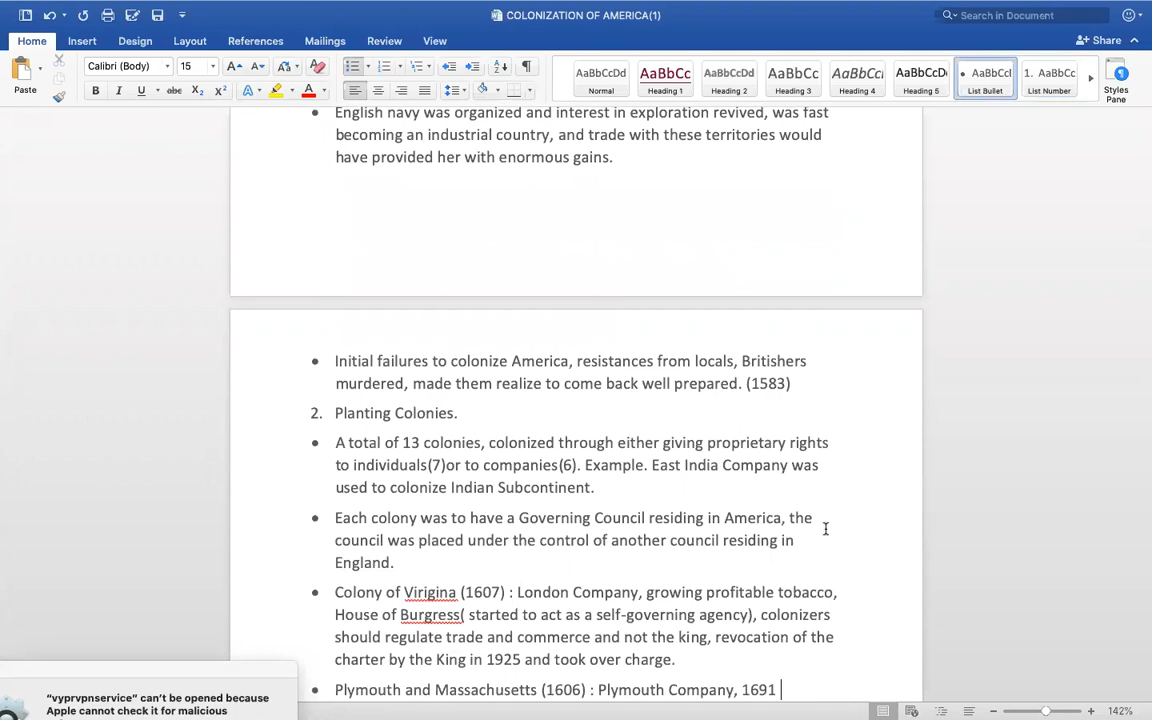 COLONIZATION OF AMERICA(1)
Search in Document
Home Insert Design Layout References Mailings Review View
Share
Paste
Calibri (Body) 15
AaBbCcDd AaBbCc AaBbCcDd AaBbCc AaBbCcI AaBbCcD AaBbCcI 1. AaBbCc
Normal Heading 1 Heading 2 Heading 3 Heading 4 Heading 5 List Bullet List Number
Styles
Pane
• English navy was organized and interest in exploration revived, was fast
becoming an industrial country, and trade with these territories would
have provided her with enormous gains.
• Initial failures to colonize America, resistances from locals, Britishers
murdered, made them realize to come back well prepared. (1583)
2. Planting Colonies.
• A total of 13 colonies, colonized through either giving proprietary rights
to individuals(7)or to companies(6). Example. East India Company was
used to colonize Indian Subcontinent.
• Each colony was to have a Governing Council residing in America, the
council was placed under the control of another council residing in
England.
• Colony of Virigina (1607) : London Company, growing profitable tobacco,
House of Burgress( started to act as a self-governing agency), colonizers
should regulate trade and commerce and not the king, revocation of the
charter by the King in 1925 and took over charge.
• Plymouth and Massachusetts (1606) : Plymouth Company, 1691
“vyprvpnservice” can’t be opened because
Apple cannot check it for malicious
142%